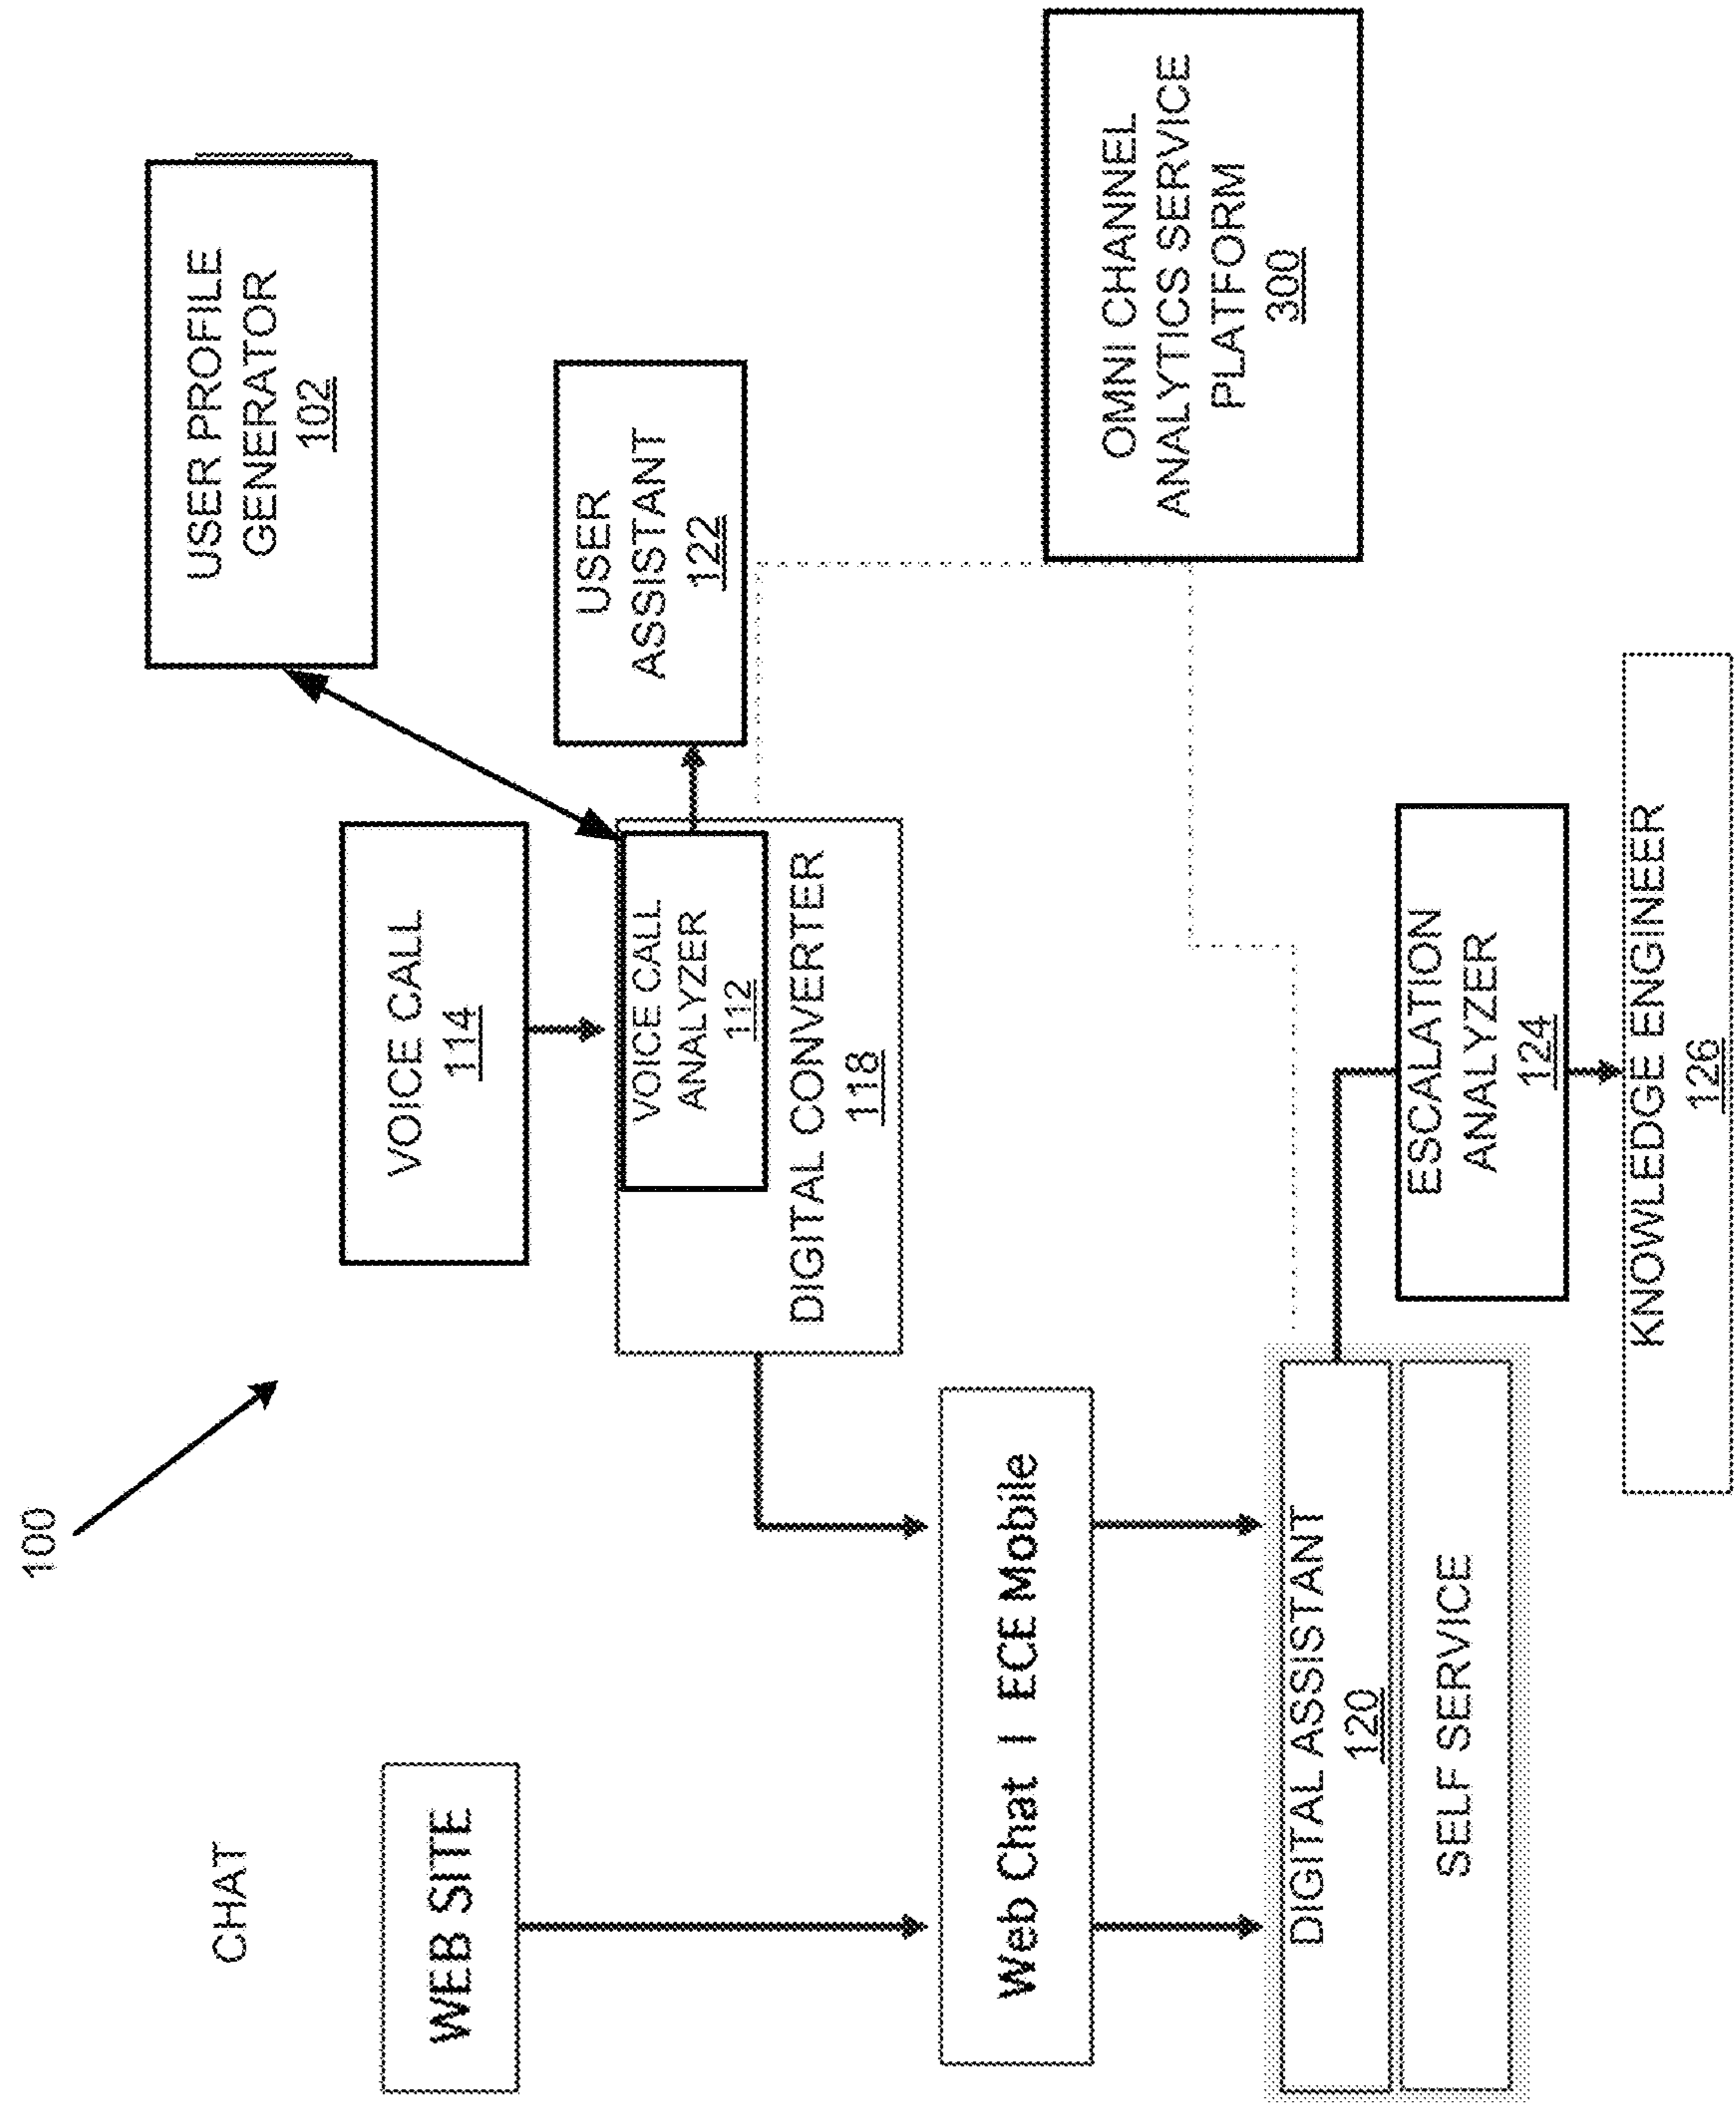 100
CHAT
WEB SITE
VOICE CALL
114
USER PROFILE
GENERATOR
102
VOICE CALL
ANALYZER
112
DIGITAL CONVERTER
118
USER
ASSISTANT
122
Web Chat | ECE Mobile
OMNI CHANNEL
ANALYTICS SERVICE
PLATFORM
300
DIGITAL ASSISTANT
120
SELF SERVICE
ESCALATION
ANALYZER
124
KNOWLEDGE ENGINEER
126